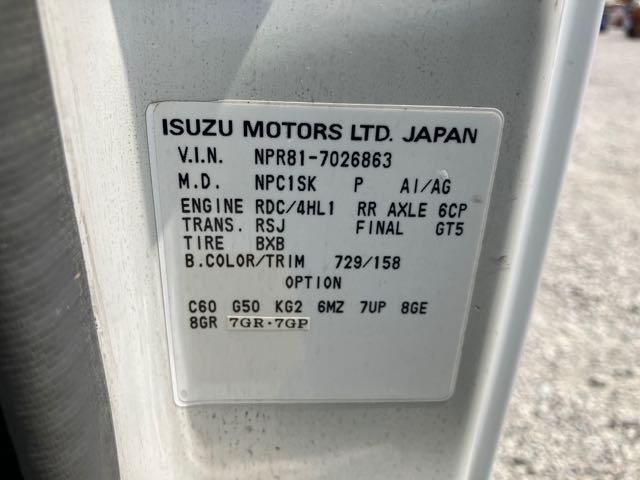 ISUZU MOTORS LTD. JAPAN
V.I.N. NPR81-7026863
M.D. NPC1SK P AI/AG
ENGINE RDC/4HL1 RR AXLE 6CP
TRANS. RSJ FINAL GT5
TIRE BXB
B.COLOR/TRIM 729/158
OPTION
C60 G50 KG2 6MZ 7UP 8GE
8GR 7GR·7GP